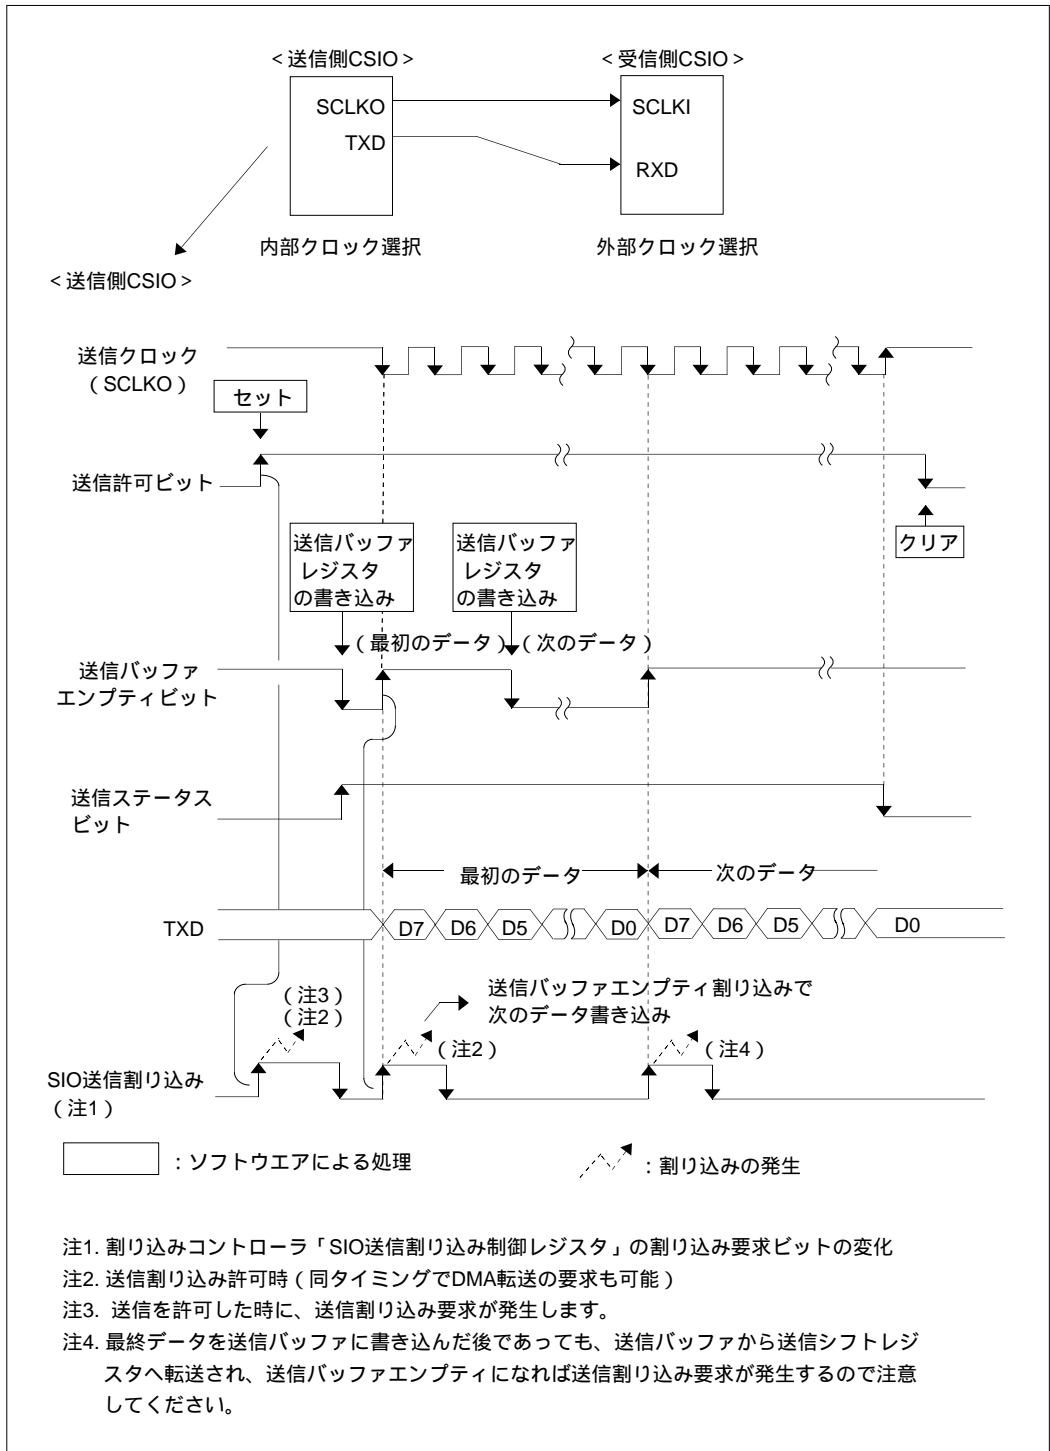 ＜送信側CSIO＞
＜受信側CSIO＞
SCLKO
SCLKI
TXD
RXD
内部クロック選択
外部クロック選択
＜送信側CSIO＞
送信クロック
（SCLKO）
セット
送信許可ビット
クリア
送信バッファ
レジスタ
の書き込み
送信バッファ
レジスタ
の書き込み
（最初のデータ）
（次のデータ）
送信バッファ
エンプティビット
送信ステータス
ビット
最初のデータ
次のデータ
TXD
D7 D6 D5 D0 D7 D6 D5 D0
（注3）
（注2）
送信バッファエンプティ割り込みで
次のデータ書き込み
（注2）
（注4）
SIO送信割り込み
（注1）
：ソフトウエアによる処理
：割り込みの発生
注1. 割り込みコントローラ「SIO送信割り込み制御レジスタ」の割り込み要求ビットの変化
注2. 送信割り込み許可時（同タイミングでDMA転送の要求も可能）
注3. 送信を許可した時に、送信割り込み要求が発生します。
注4. 最終データを送信バッファに書き込んだ後であっても、送信バッファから送信シフトレジ
スタへ転送され、送信バッファエンプティになれば送信割り込み要求が発生するので注意
してください。